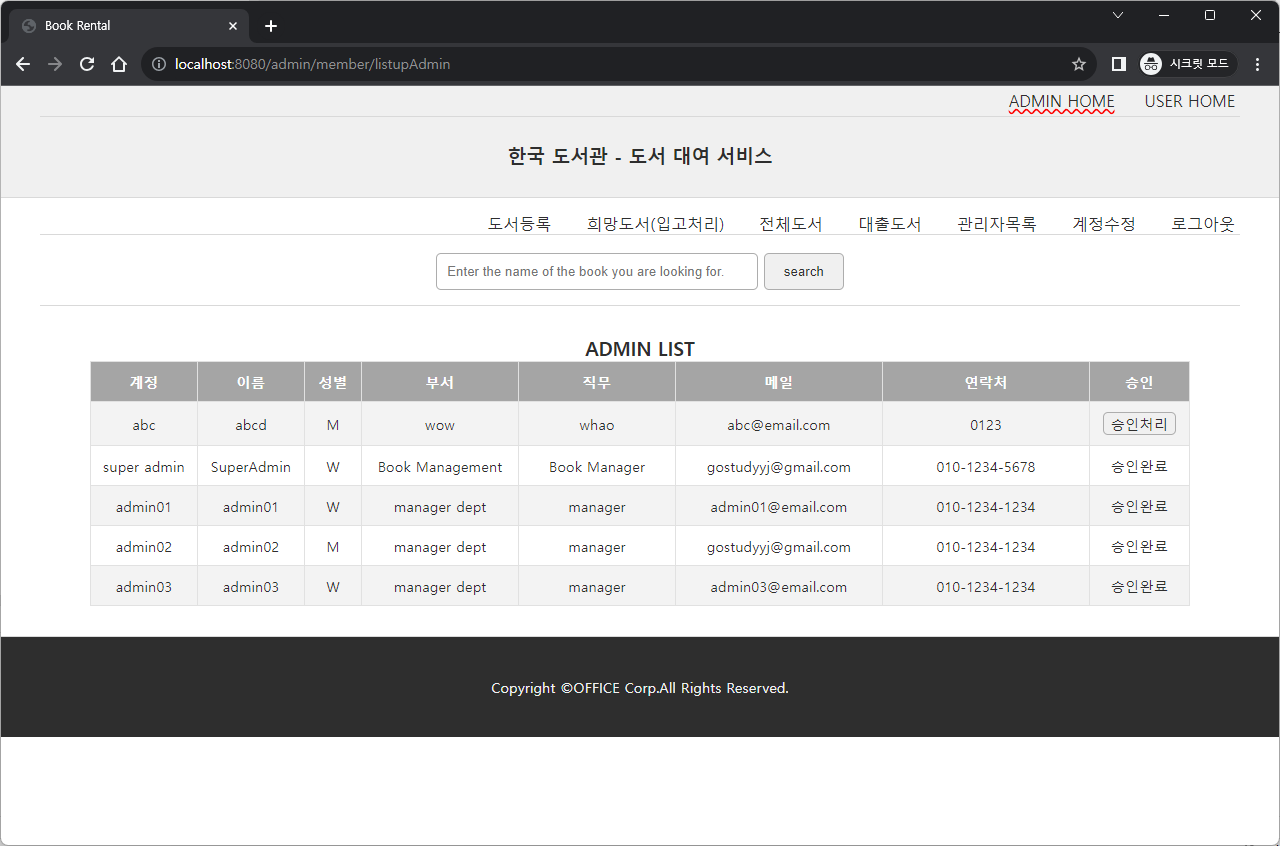 Book Rental
localhost:8080/admin/member/listupAdmin
시크릿 모드
ADMIN HOME USER HOME
한국 도서관 - 도서 대여 서비스
도서등록 희망도서(입고처리) 전체도서 대출도서 관리자목록 계정수정 로그아웃
Enter the name of the book you are looking for. search
ADMIN LIST
계정 이름 성별 부서 직무 메일 연락처 승인
abc abcd M wow whao abc@email.com 0123 승인처리
super admin SuperAdmin W Book Management Book Manager gostudyyj@gmail.com 010-1234-5678 승인완료
admin01 admin01 W manager dept manager admin01@email.com 010-1234-1234 승인완료
admin02 admin02 M manager dept manager gostudyyj@gmail.com 010-1234-1234 승인완료
admin03 admin03 W manager dept manager admin03@email.com 010-1234-1234 승인완료
Copyright ©OFFICE Corp.All Rights Reserved.